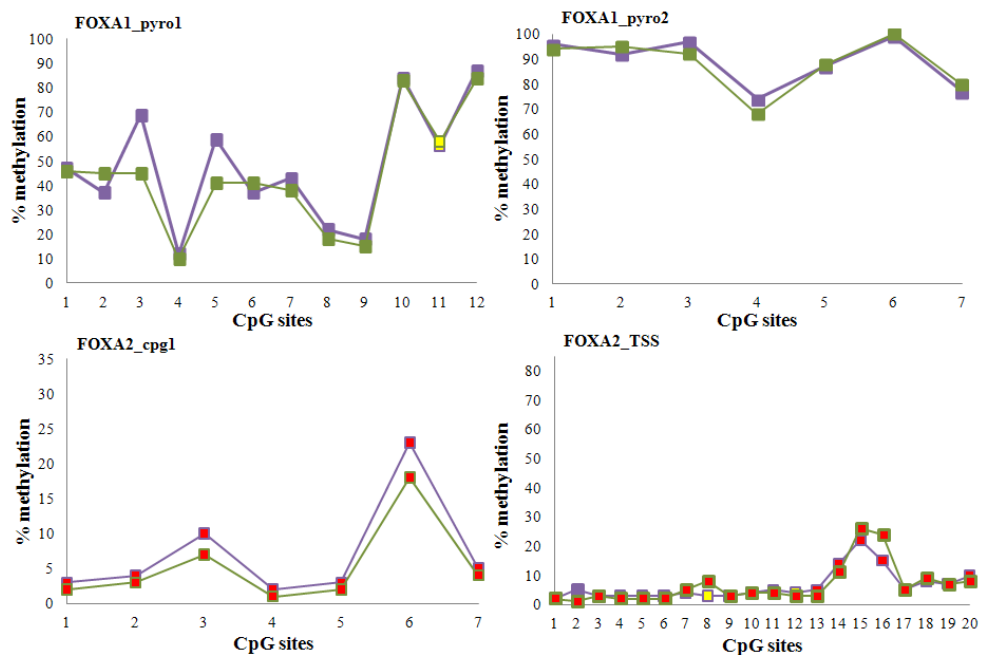 FOXA1_pyro1
% methylation
100
90
80
70
60
50
40
30
20
10
0
1 2 3 4 5 6 7 8 9 10 11 12
CpG sites
FOXA1_pyro2
% methylation
100
90
80
70
60
50
40
30
20
10
0
1 2 3 4 5 6 7
CpG sites
FOXA2_cpg1
% methylation
35
30
25
20
15
10
5
0
1 2 3 4 5 6 7
CpG sites
FOXA2_TSS
% methylation
80
70
60
50
40
30
20
10
0
1 2 3 4 5 6 7 8 9 10 11 12 13 14 15 16 17 18 19 20
CpG sites